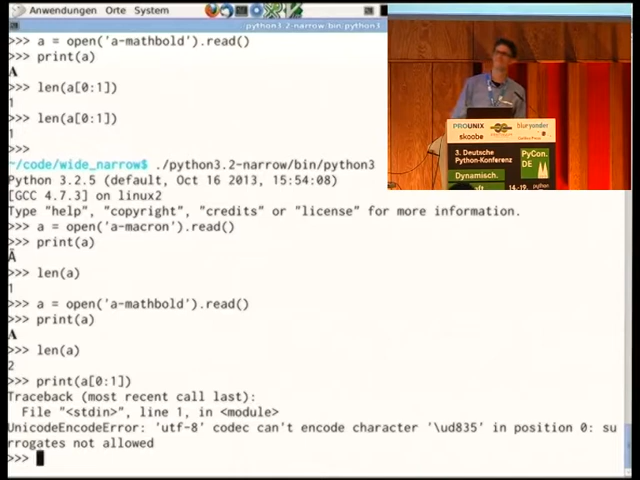 Anwendungen Orte System
python3.2-narrow.bin.python3
>>> a = open('a-mathbold').read()
>>> print(a)
𝐀
>>> len(a[0:1])
1
>>> len(a[0:1])
1
>>>
~/code/wide_narrow$ ./python3.2-narrow/bin/python3
Python 3.2.5 (default, Oct 16 2013, 15:54:08)
[GCC 4.7.3] on linux2
Type "help", "copyright", "credits" or "license" for more information.
>>> a = open('a-macron').read()
>>> print(a)
Ā
>>> len(a)
1
>>> a = open('a-mathbold').read()
>>> print(a)
𝐀
>>> len(a)
2
>>> print(a[0:1])
Traceback (most recent call last):
File "<stdin>", line 1, in <module>
UnicodeEncodeError: 'utf-8' codec can't encode character '\ud835' in position 0: su
rrogates not allowed
>>>
PROUNIX
skoobe
blue yonder
3. Deutsche
Python-Konferenz
PyCon.
DE
Dynamisch.
14.-19.
python